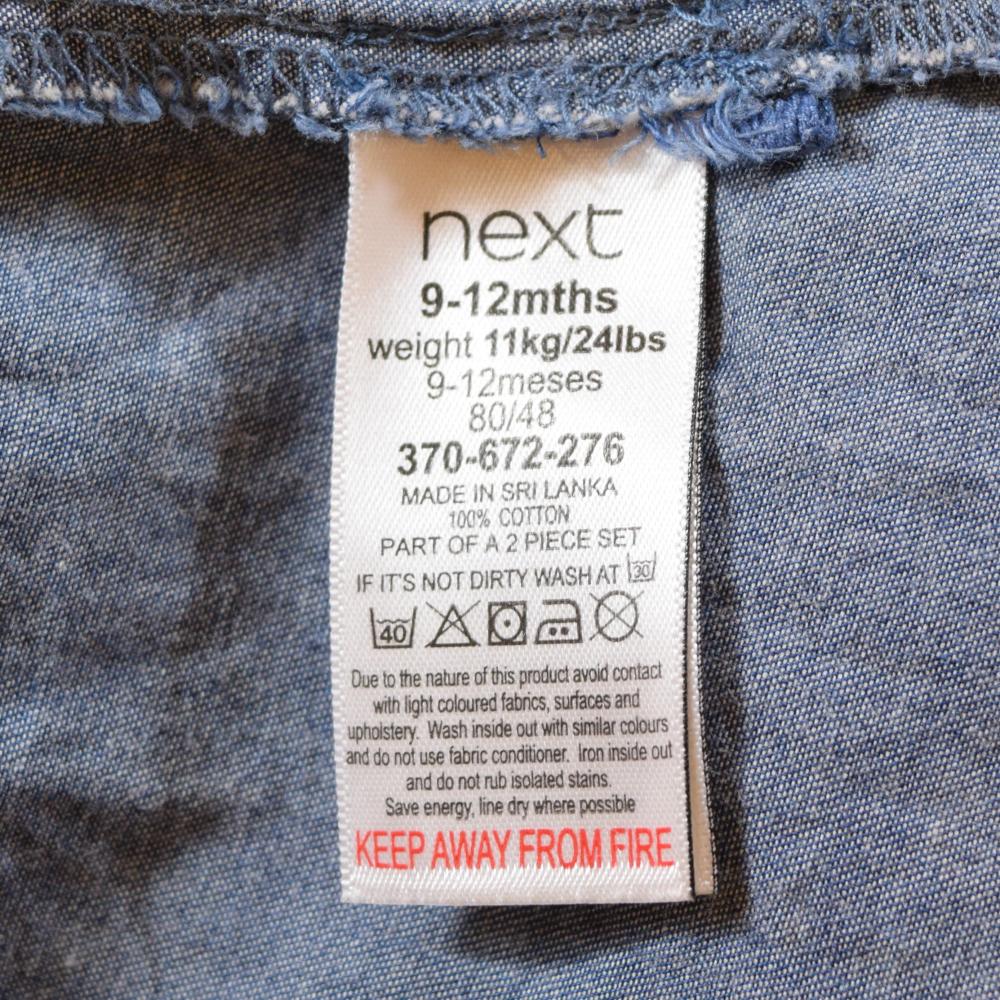 next
9-12mths
weight 11kg/24lbs
9-12meses
80/48
370-672-276
MADE IN SRI LANKA
100% COTTON
PART OF A 2 PIECE SET
IF IT'S NOT DIRTY WASH AT 30
40
Due to the nature of this product avoid contact
with light coloured fabrics, surfaces and
upholstery. Wash inside out with similar colours
and do not use fabric conditioner. Iron inside out
and do not rub isolated stains.
Save energy, line dry where possible
KEEP AWAY FROM FIRE